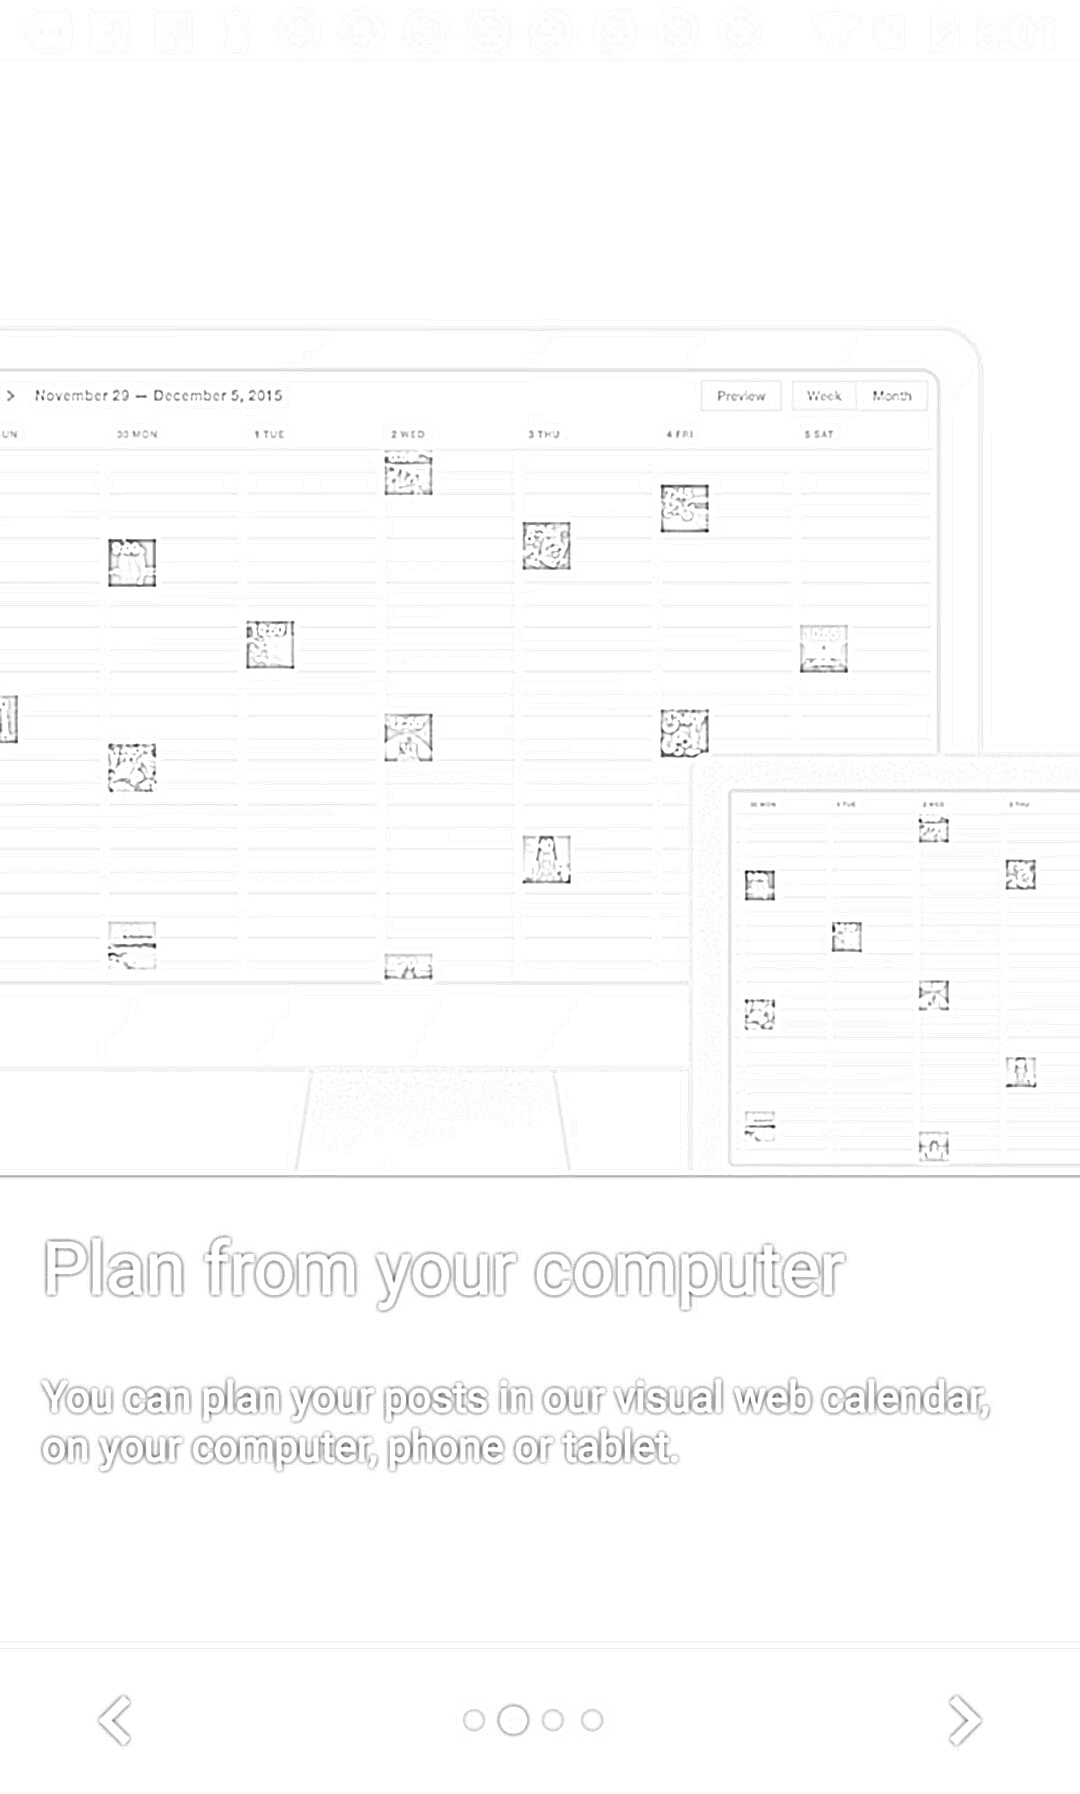 November 29 — December 5, 2015
Preview
Week
Month
UN
30 MON
1 TUE
2 WED
3 THU
4 FRI
5 SAT
30 MON
1 TUE
2 WED
3 THU
Plan from your computer
You can plan your posts in our visual web calendar,
on your computer, phone or tablet.